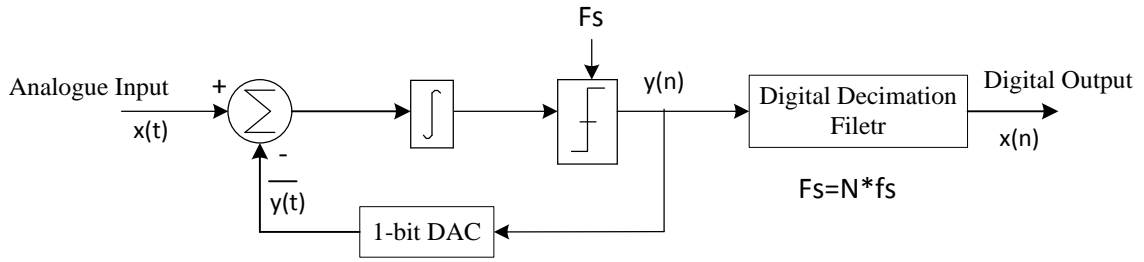 Fs
Analogue Input
x(t)
+
∑
∫
y(n)
Digital Decimation
Filetr
Digital Output
x(n)
-
y(t)
1-bit DAC
Fs=N*fs